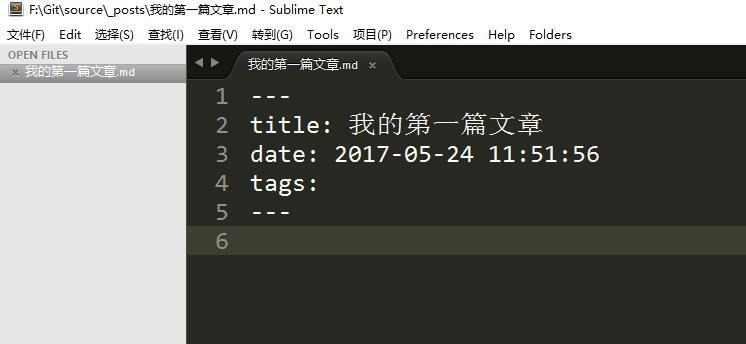 F:\Git\source\_posts\我的第一篇文章.md - Sublime Text
文件(F) Edit 选择(S) 查找(I) 查看(V) 转到(G) Tools 项目(P) Preferences Help Folders
OPEN FILES
× 我的第一篇文章.md
我的第一篇文章.md ×
1 ---
2 title: 我的第一篇文章
3 date: 2017-05-24 11:51:56
4 tags:
5 ---
6